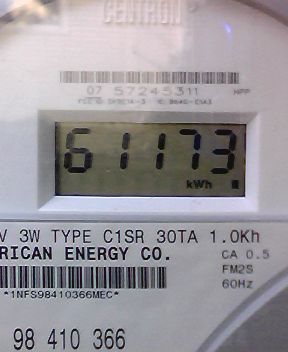 CENTRON
07 57245311
61173
kWh
V 3W TYPE C1SR 30TA 1.0Kh
RICAN ENERGY CO.
CA 0.5
FM2S
60Hz
*1NFS98410366MEC*
98 410 366